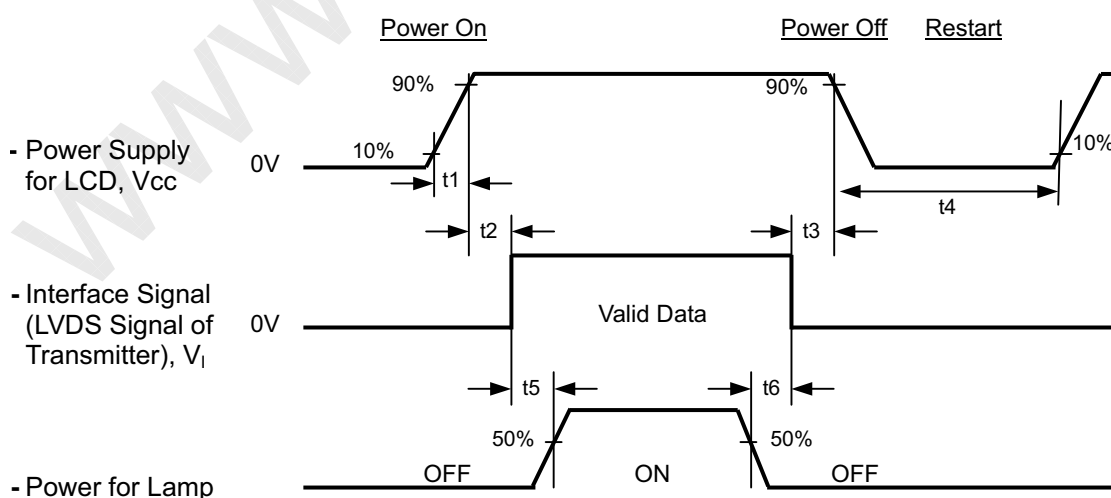 Power On
Power Off
Restart
90%
90%
- Power Supply
for LCD, Vcc
0V
10%
10%
t1
t4
t2
t3
- Interface Signal
(LVDS Signal of
Transmitter), VI
0V
Valid Data
t5
t6
50%
50%
- Power for Lamp
OFF
ON
OFF